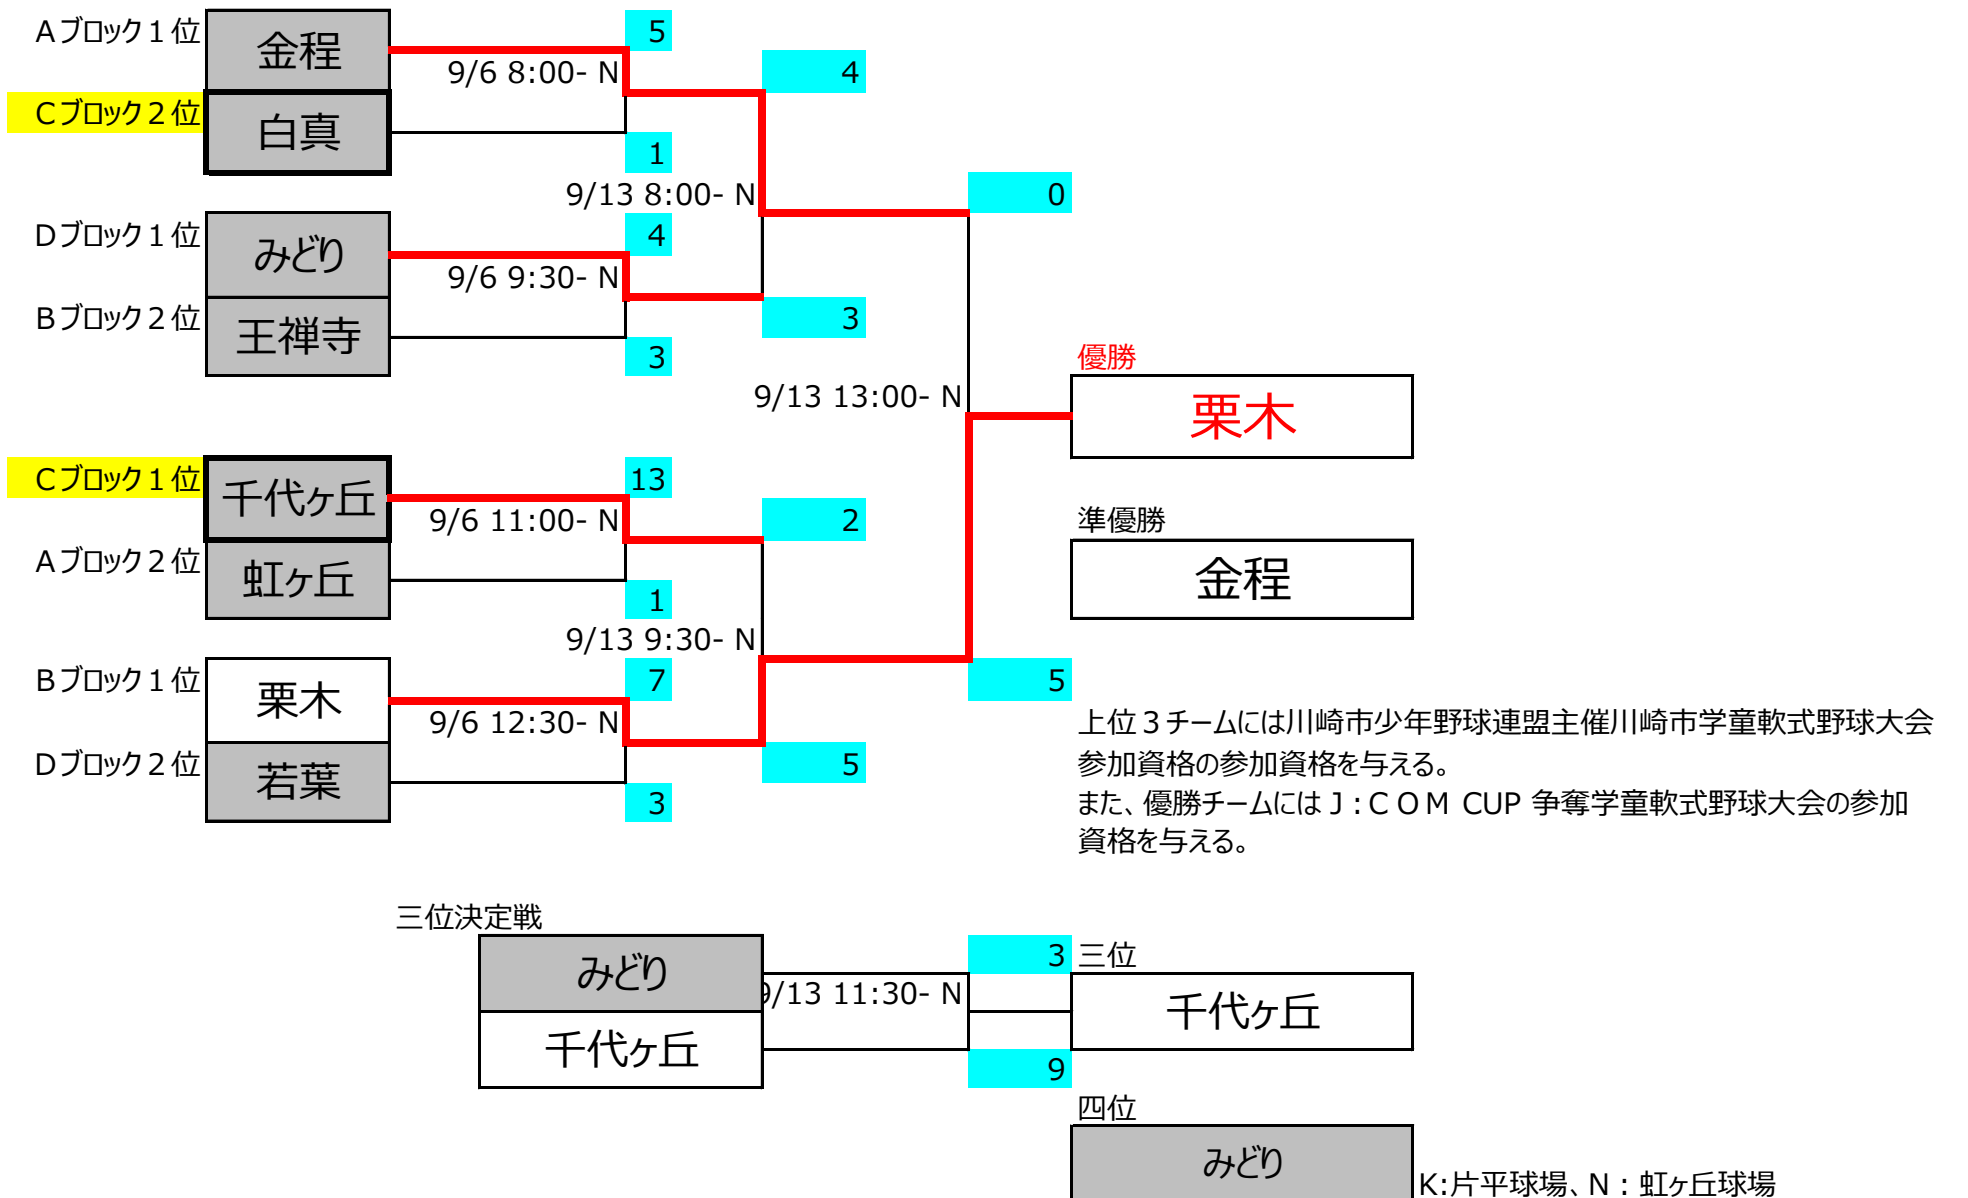 Aブロック１位
金程
5
9/6 8:00- N
4
Cブロック２位
白真
1
9/13 8:00- N
0
Dブロック１位
みどり
4
9/6 9:30- N
Bブロック２位
王禅寺
3
3
優勝
9/13 13:00- N
栗木
Cブロック１位
千代ヶ丘
13
9/6 11:00- N
2
準優勝
Aブロック２位
虹ヶ丘
金程
1
9/13 9:30- N
Bブロック１位
栗木
7
5
9/6 12:30- N
上位３チームには川崎市少年野球連盟主催川崎市学童軟式野球大会
参加資格の参加資格を与える。
Dブロック２位
若葉
5
3
また、優勝チームにはＪ:ＣＯＭ CUP 争奪学童軟式野球大会の参加
資格を与える。
三位決定戦
みどり
3
三位
9/13 11:30- N
千代ヶ丘
千代ヶ丘
9
四位
みどり
K:片平球場、N：虹ヶ丘球場